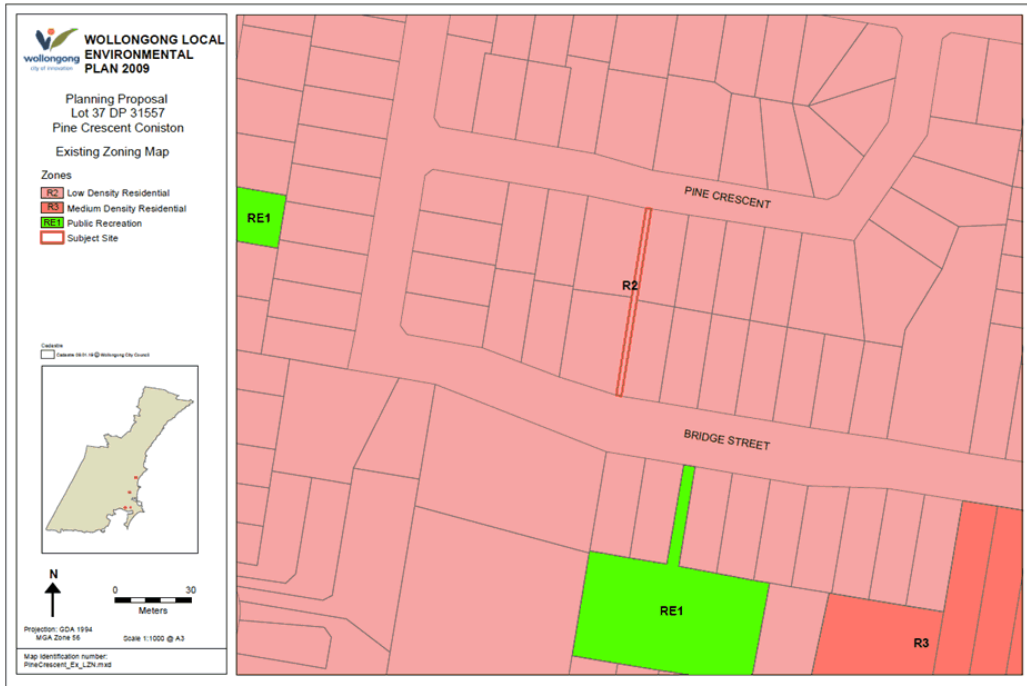 wollongong
city of innovation
WOLLONGONG LOCAL
ENVIRONMENTAL
PLAN 2009
Planning Proposal
Lot 37 DP 31557
Pine Crescent Coniston
Existing Zoning Map
Zones
R2 Low Density Residential
R3 Medium Density Residential
RE1 Public Recreation
Subject Site
Cadastre
N
0 30
Meters
Projection: GDA 1994
MGA Zone 56
Scale 1:1000 @ A3
Map Identification number:
PineCrescent_Ex_LZN.mxd
RE1
PINE CRESCENT
R2
BRIDGE STREET
RE1
R3